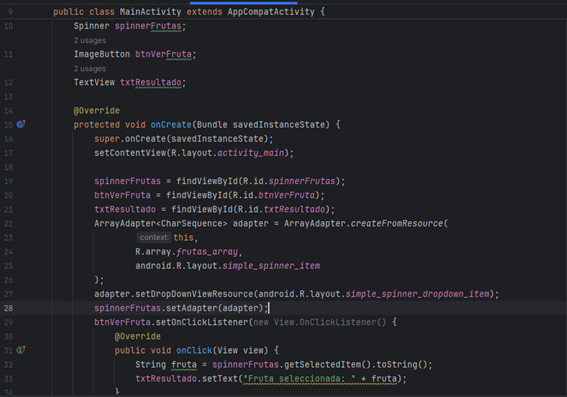 9 public class MainActivity extends AppCompatActivity {
10 Spinner spinnerFrutas;
2 usages
11 ImageButton btnVerFruta;
2 usages
12 TextView txtResultado;
13
14 @Override
15 protected void onCreate(Bundle savedInstanceState) {
16 super.onCreate(savedInstanceState);
17 setContentView(R.layout.activity_main);
18
19 spinnerFrutas = findViewById(R.id.spinnerFrutas);
20 btnVerFruta = findViewById(R.id.btnVerFruta);
21 txtResultado = findViewById(R.id.txtResultado);
22 ArrayAdapter<CharSequence> adapter = ArrayAdapter.createFromResource(
23 context: this,
24 R.array.frutas_array,
25 android.R.layout.simple_spinner_item
26 );
27 adapter.setDropDownViewResource(android.R.layout.simple_spinner_dropdown_item);
28 spinnerFrutas.setAdapter(adapter);
29 btnVerFruta.setOnClickListener(new View.OnClickListener() {
30 @Override
31 public void onClick(View view) {
32 String fruta = spinnerFrutas.getSelectedItem().toString();
33 txtResultado.setText("Fruta seleccionada: " + fruta);
34 }